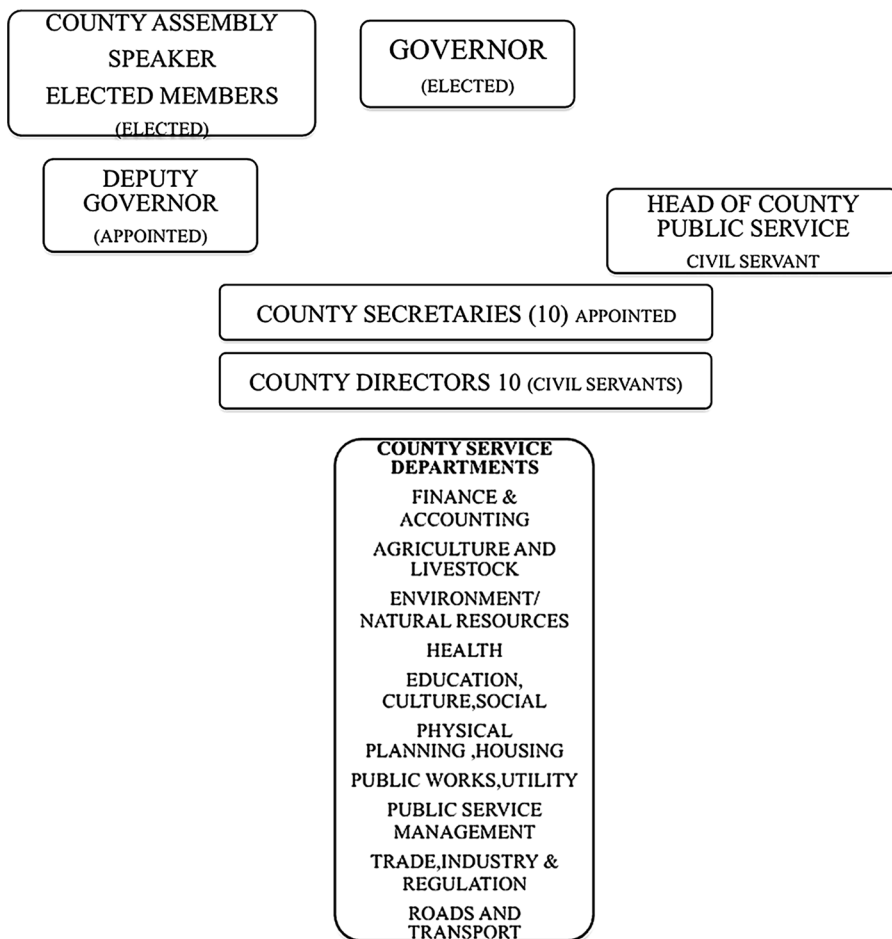 COUNTY ASSEMBLY
SPEAKER
ELECTED MEMBERS
(ELECTED)
GOVERNOR
(ELECTED)
DEPUTY
GOVERNOR
(APPOINTED)
HEAD OF COUNTY
PUBLIC SERVICE
CIVIL SERVANT
COUNTY SECRETARIES (10) APPOINTED
COUNTY DIRECTORS 10 (CIVIL SERVANTS)
COUNTY SERVICE
DEPARTMENTS
FINANCE &
ACCOUNTING
AGRICULTURE AND
LIVESTOCK
ENVIRONMENT/
NATURAL RESOURCES
HEALTH
EDUCATION,
CULTURE,SOCIAL
PHYSICAL
PLANNING ,HOUSING
PUBLIC WORKS,UTILITY
PUBLIC SERVICE
MANAGEMENT
TRADE,INDUSTRY &
REGULATION
ROADS AND
TRANSPORT